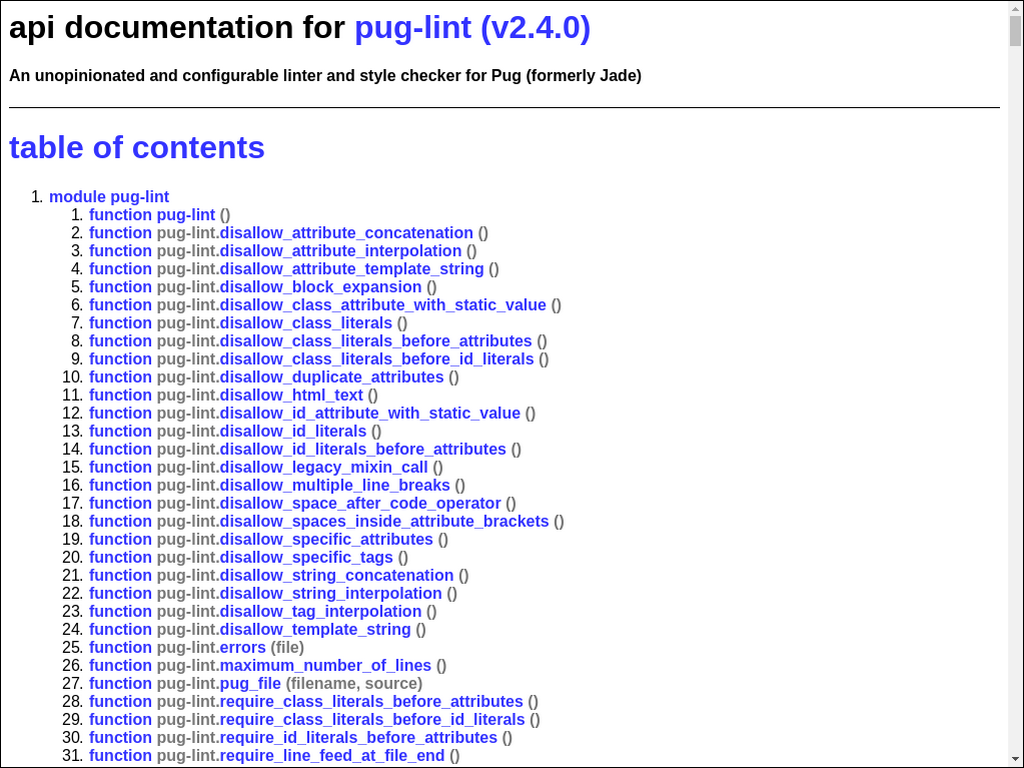 api documentation for pug-lint (v2.4.0)
An unopinionated and configurable linter and style checker for Pug (formerly Jade)
table of contents
1. module pug-lint
1. function pug-lint ()
2. function pug-lint.disallow_attribute_concatenation ()
3. function pug-lint.disallow_attribute_interpolation ()
4. function pug-lint.disallow_attribute_template_string ()
5. function pug-lint.disallow_block_expansion ()
6. function pug-lint.disallow_class_attribute_with_static_value ()
7. function pug-lint.disallow_class_literals ()
8. function pug-lint.disallow_class_literals_before_attributes ()
9. function pug-lint.disallow_class_literals_before_id_literals ()
10. function pug-lint.disallow_duplicate_attributes ()
11. function pug-lint.disallow_html_text ()
12. function pug-lint.disallow_id_attribute_with_static_value ()
13. function pug-lint.disallow_id_literals ()
14. function pug-lint.disallow_id_literals_before_attributes ()
15. function pug-lint.disallow_legacy_mixin_call ()
16. function pug-lint.disallow_multiple_line_breaks ()
17. function pug-lint.disallow_space_after_code_operator ()
18. function pug-lint.disallow_spaces_inside_attribute_brackets ()
19. function pug-lint.disallow_specific_attributes ()
20. function pug-lint.disallow_specific_tags ()
21. function pug-lint.disallow_string_concatenation ()
22. function pug-lint.disallow_string_interpolation ()
23. function pug-lint.disallow_tag_interpolation ()
24. function pug-lint.disallow_template_string ()
25. function pug-lint.errors (file)
26. function pug-lint.maximum_number_of_lines ()
27. function pug-lint.pug_file (filename, source)
28. function pug-lint.require_class_literals_before_attributes ()
29. function pug-lint.require_class_literals_before_id_literals ()
30. function pug-lint.require_id_literals_before_attributes ()
31. function pug-lint.require_line_feed_at_file_end ()